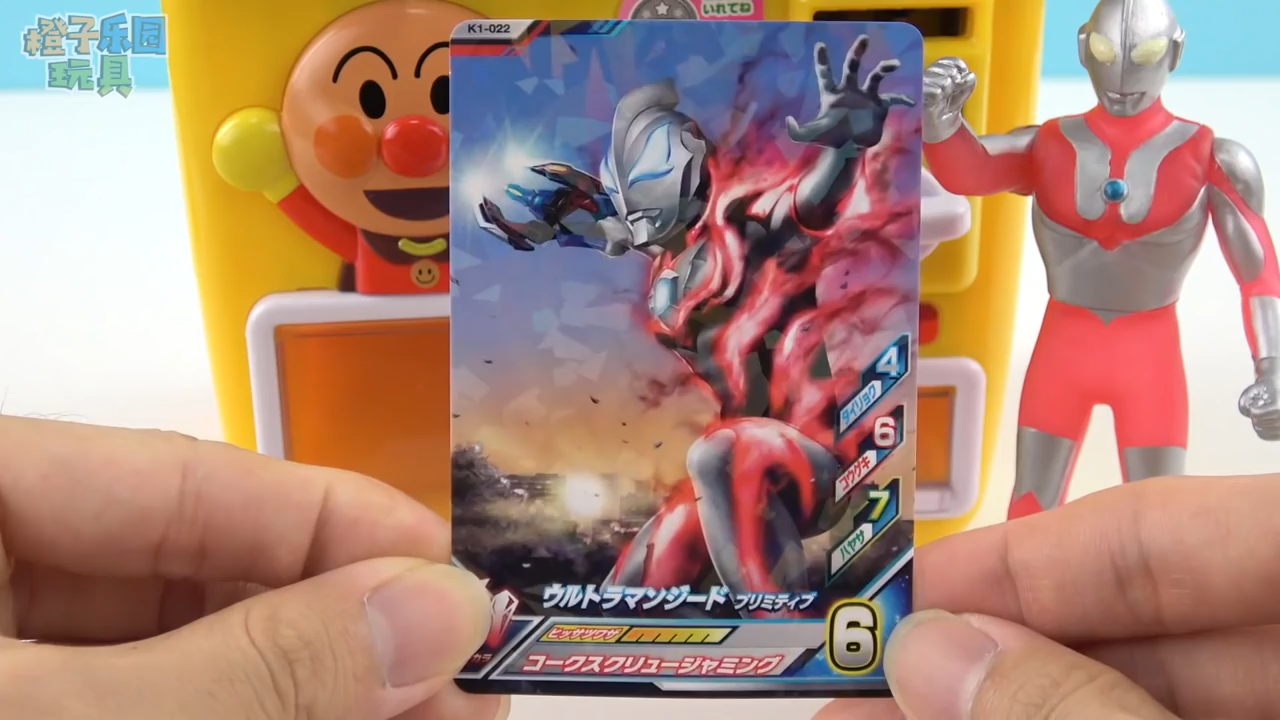 橙子乐园
玩具
いれてね
K1-022
4
タイリョク
6
コウゲキ
7
ハヤサ
ウルトラマンジード プリミティブ
ヒッサツワザ
カラ
コークスクリュージャミング
6